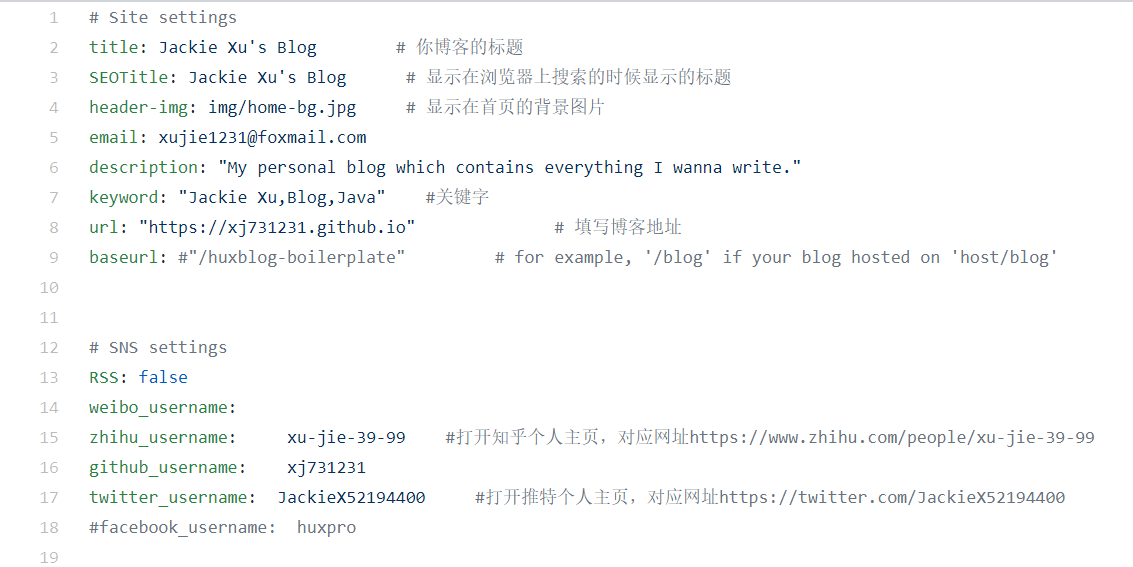 1 # Site settings
2 title: Jackie Xu's Blog # 你博客的标题
3 SEOTitle: Jackie Xu's Blog # 显示在浏览器上搜索的时候显示的标题
4 header-img: img/home-bg.jpg # 显示在首页的背景图片
5 email: xujie1231@foxmail.com
6 description: "My personal blog which contains everything I wanna write."
7 keyword: "Jackie Xu,Blog,Java" #关键字
8 url: "https://xj731231.github.io" # 填写博客地址
9 baseurl: #"/huxblog-boilerplate" # for example, '/blog' if your blog hosted on 'host/blog'
10
11
12 # SNS settings
13 RSS: false
14 weibo_username:
15 zhihu_username: xu-jie-39-99 #打开知乎个人主页，对应网址https://www.zhihu.com/people/xu-jie-39-99
16 github_username: xj731231
17 twitter_username: JackieX52194400 #打开推特个人主页，对应网址https://twitter.com/JackieX52194400
18 #facebook_username: huxpro
19